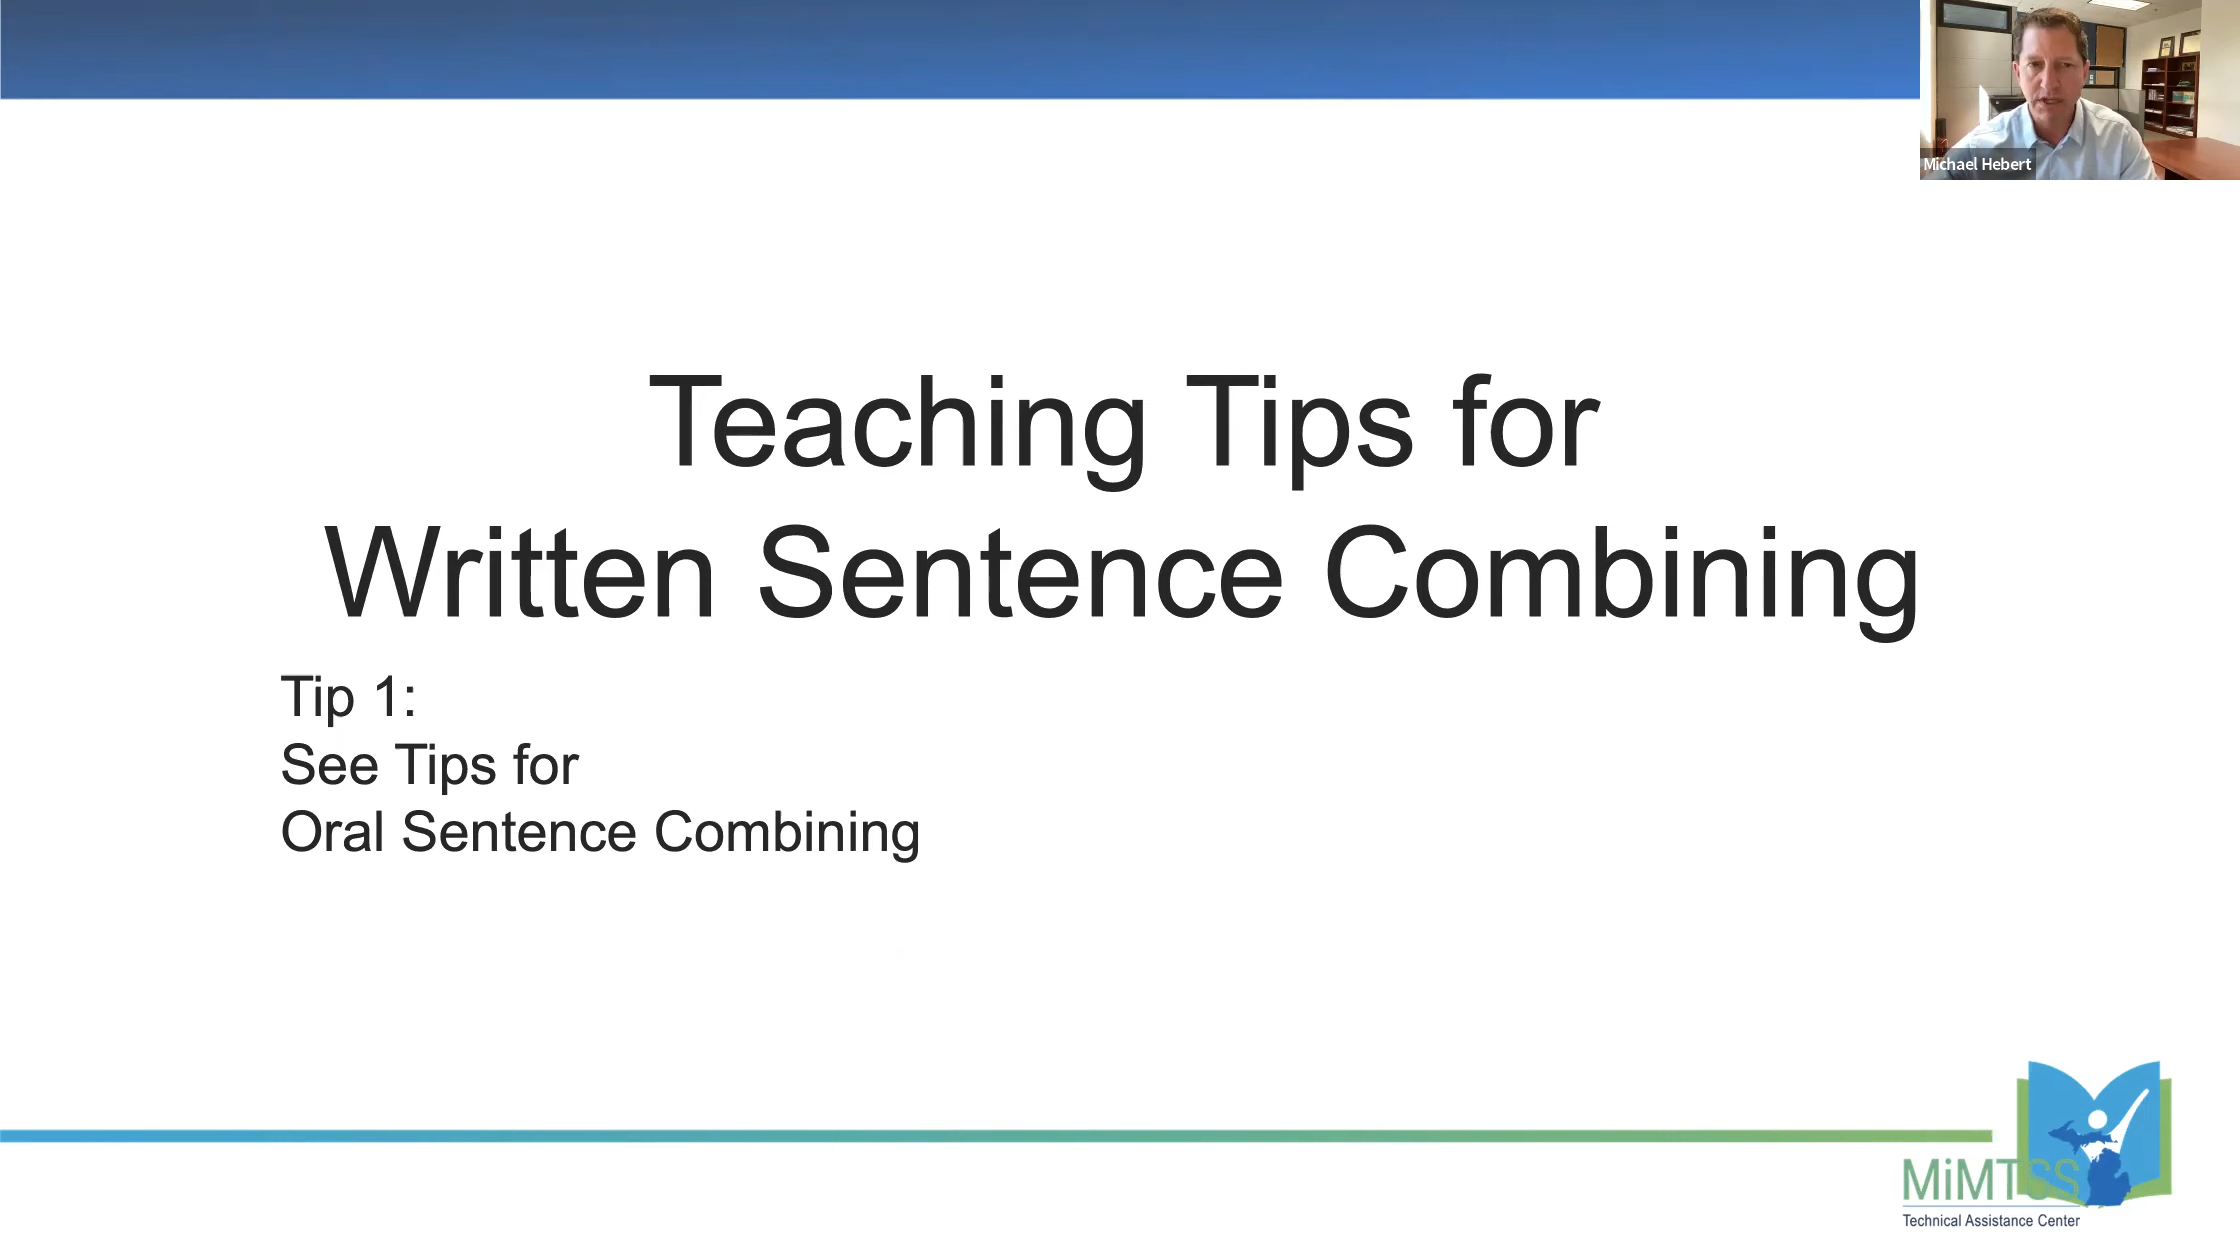 Michael Hebert
Teaching Tips for
Written Sentence Combining
Tip 1:
See Tips for
Oral Sentence Combining
MiMTSS
Technical Assistance Center